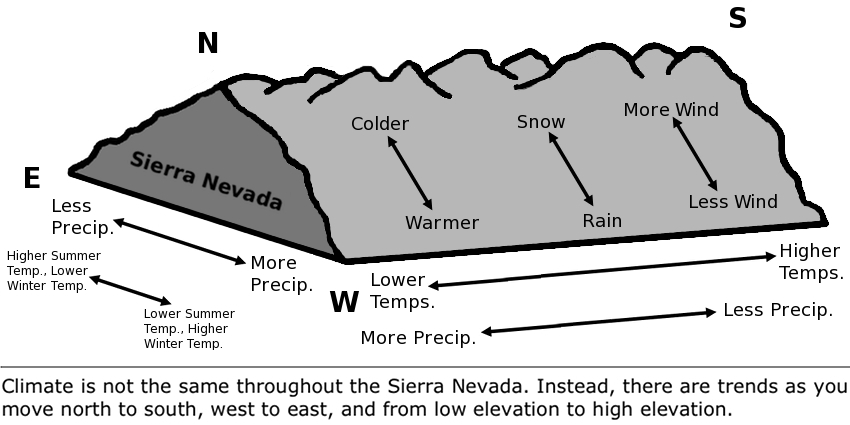 S
N
Colder
Snow
More Wind
Sierra Nevada
E
Less
Precip.
Warmer
Rain
Less Wind
Higher Summer
Temp., Lower
Winter Temp.
More
Precip.
Lower Summer
Temp., Higher
Winter Temp.
W
Lower
Temps.
Higher
Temps.
More Precip.
Less Precip.
Climate is not the same throughout the Sierra Nevada. Instead, there are trends as you
move north to south, west to east, and from low elevation to high elevation.